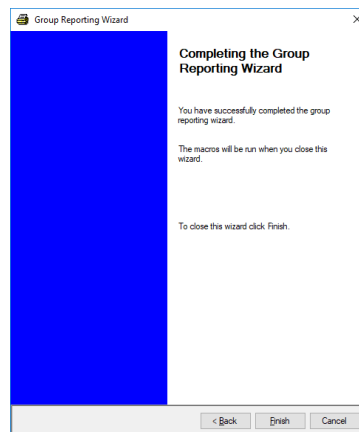 Group Reporting Wizard
Completing the Group
Reporting Wizard
You have successfully completed the group
reporting wizard.
The macros will be run when you close this
wizard.
To close this wizard click Finish.
< Back
Finish
Cancel